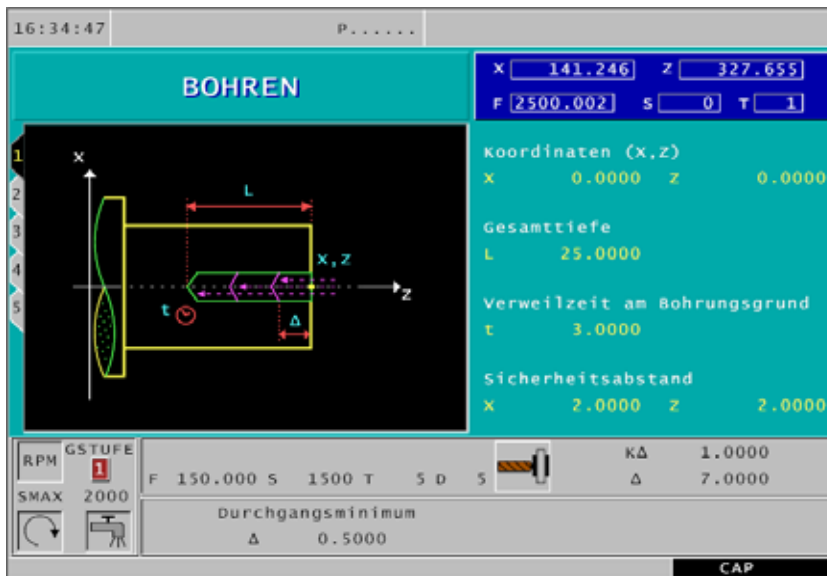 16:34:47 P......
BOHREN
X 141.246 Z 327.655
F 2500.002 S 0 T 1
1
2
3
4
5
X
L
X,Z
Z
t
Δ
Koordinaten (X,Z)
X 0.0000 Z 0.0000
Gesamttiefe
L 25.0000
Verweilzeit am Bohrungsgrund
t 3.0000
Sicherheitsabstand
X 2.0000 Z 2.0000
RPM GSTUFE
1
SMAX 2000
F 150.000 S 1500 T 5 D 5
KΔ 1.0000
Δ 7.0000
Durchgangsminimum
Δ 0.5000
CAP